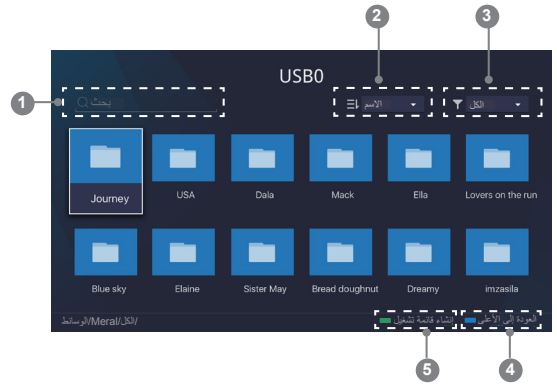 2 3
USB0
1 بحث الاسم الكل
Journey USA Dala Mack Ella Lovers on the run
Blue sky Elaine Sister May Bread doughnut Dreamy imzasila
الوسائط/Meral/الكل/ إنشاء قائمة تشغيل العودة إلى الأعلى
5 4